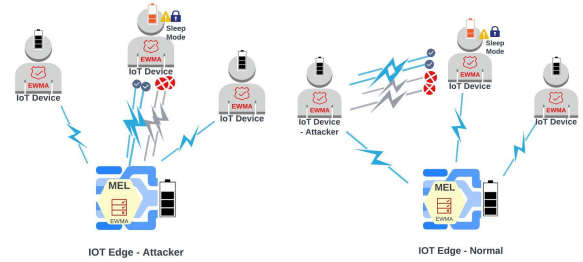 Sleep
Mode
EWMA
IoT Device
EWMA
IoT Device
EWMA
IoT Device
MEL
EWMA
IOT Edge - Attacker
Sleep
Mode
EWMA
IoT Device
EWMA
IoT Device
- Attacker
EWMA
IoT Device
MEL
EWMA
IOT Edge - Normal